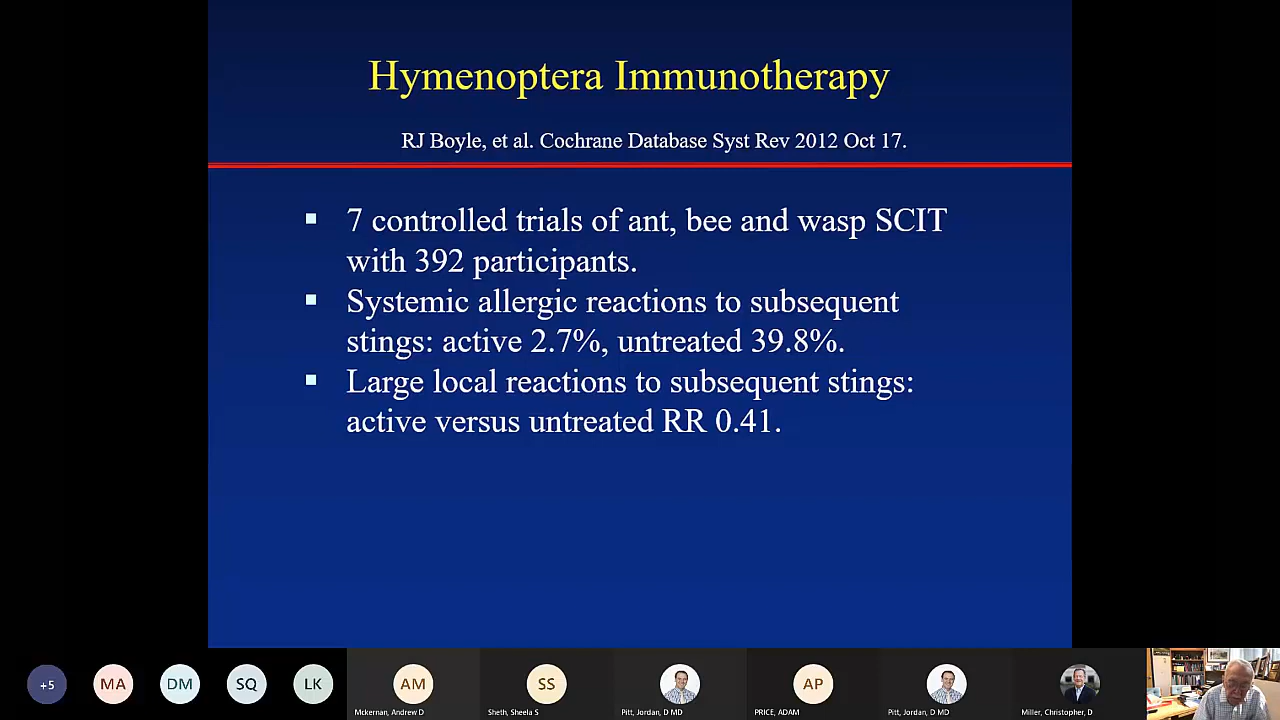 Hymenoptera Immunotherapy
RJ Boyle, et al. Cochrane Database Syst Rev 2012 Oct 17.
▪ 7 controlled trials of ant, bee and wasp SCIT
with 392 participants.
▪ Systemic allergic reactions to subsequent
stings: active 2.7%, untreated 39.8%.
▪ Large local reactions to subsequent stings:
active versus untreated RR 0.41.
+5
MA
DM
SQ
LK
AM
SS
AP
Mckernan, Andrew D
Sheth, Sheela S
Pitt, Jordan, D MD
PRICE, ADAM
Pitt, Jordan, D MD
Miller, Christopher, D